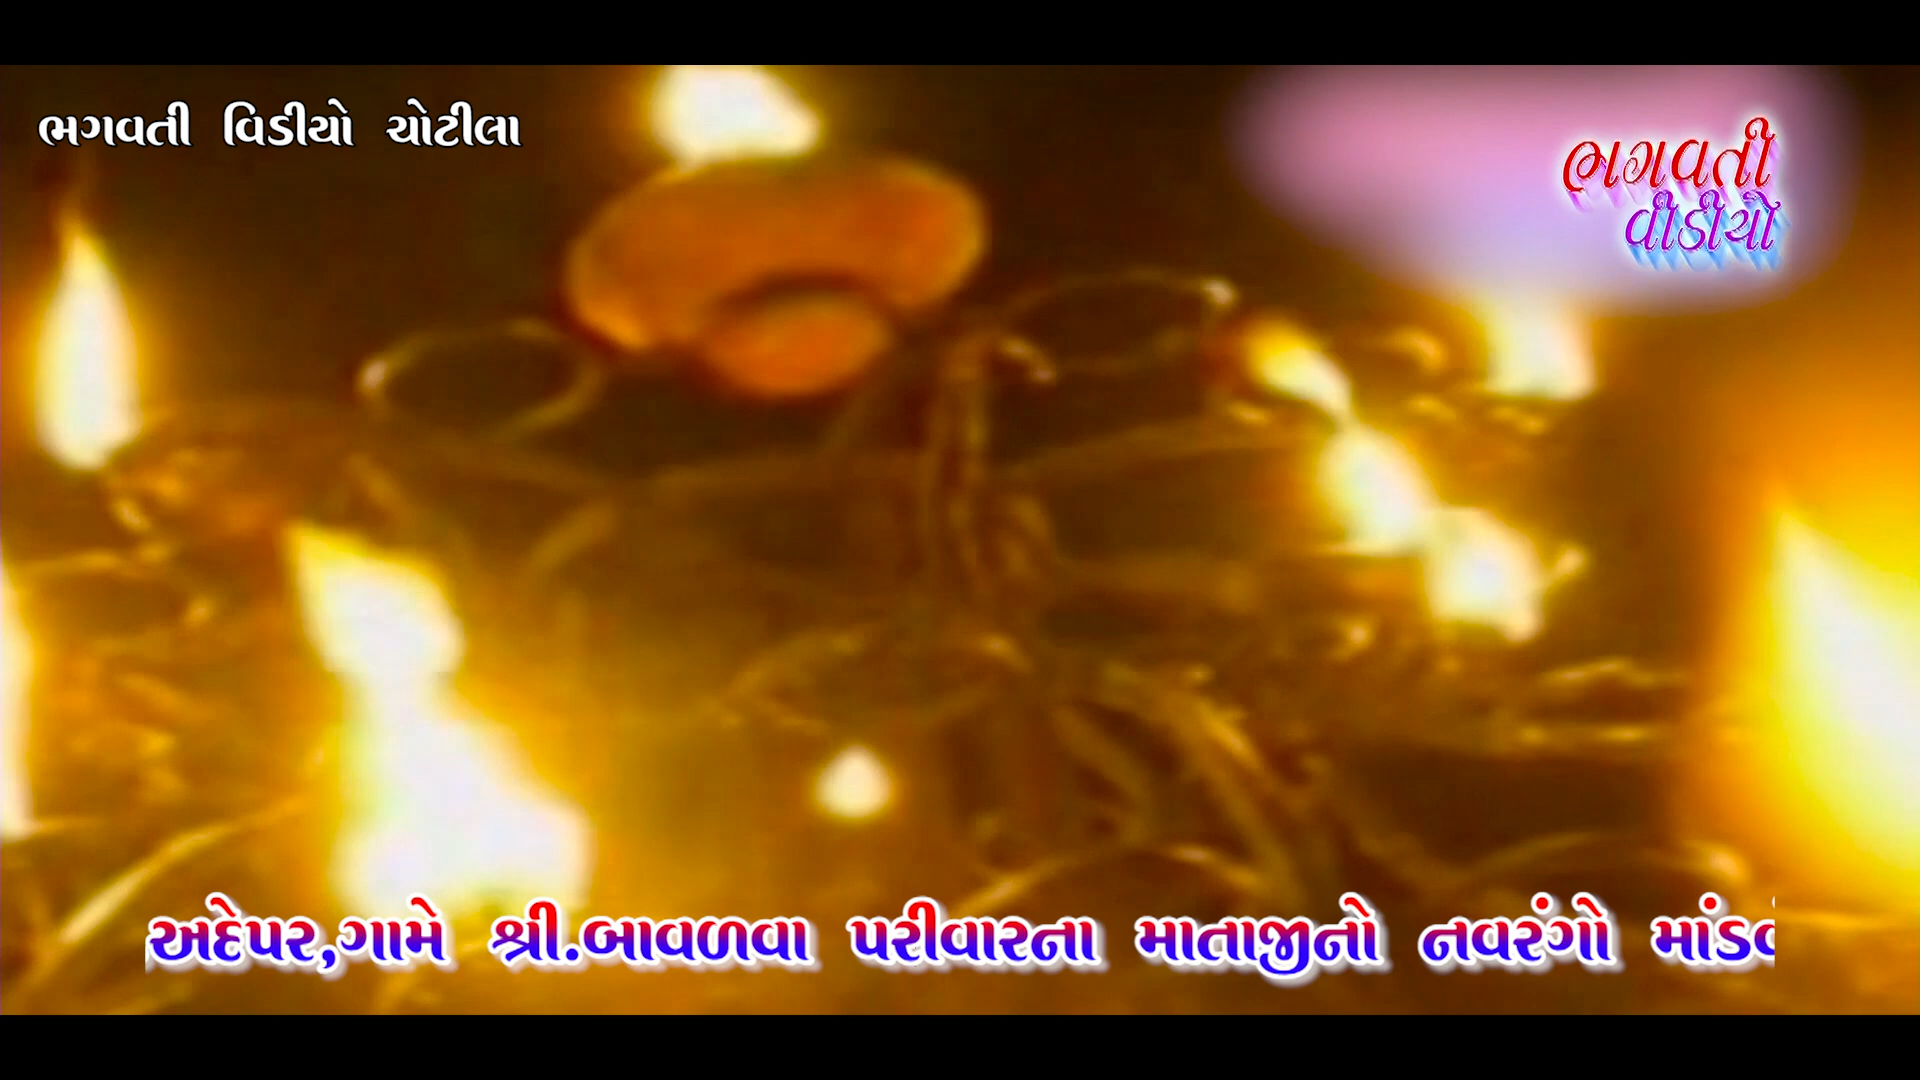 ભગવતી વિડીયો ચોટીલા
ભગવતી
વીડીયો
અદેપર,ગામે શ્રી.બાવળવા પરીવારના માતાજીનો નવરંગો